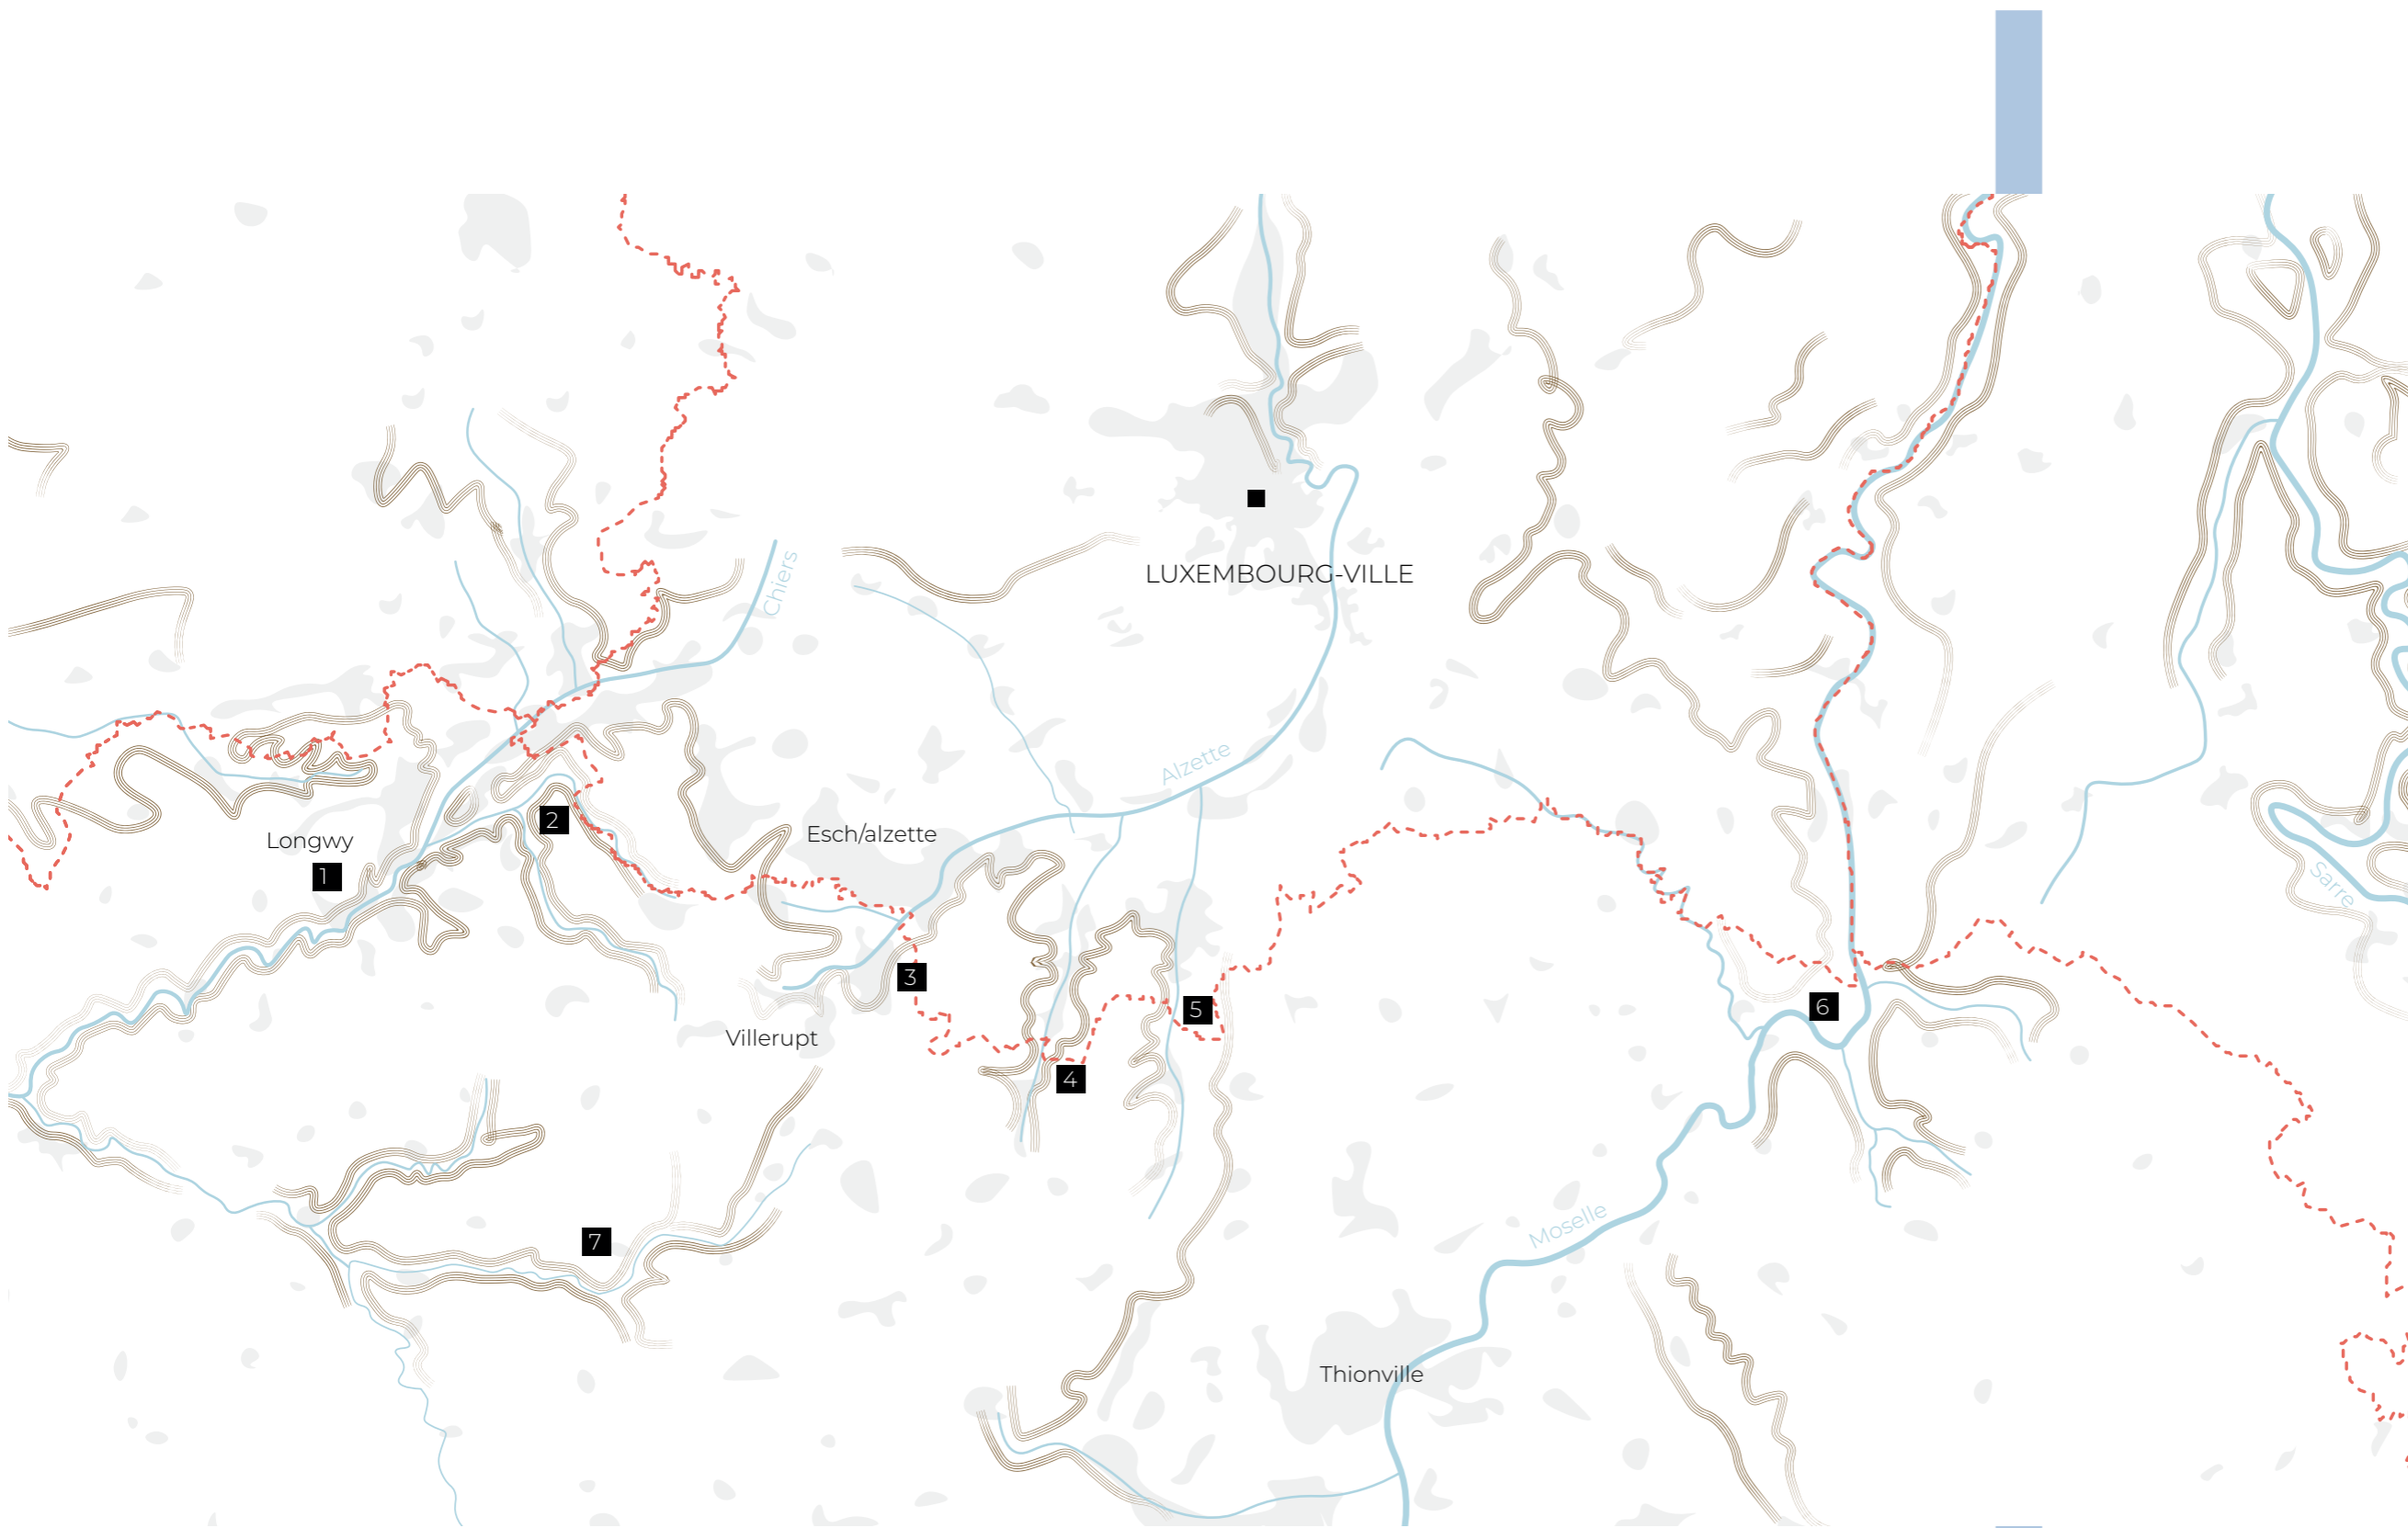 Chiers
LUXEMBOURG-VILLE
Alzette
2
Longwy
Esch/alzette
1
Sarre
3
5
6
Villerupt
4
Moselle
7
Thionville